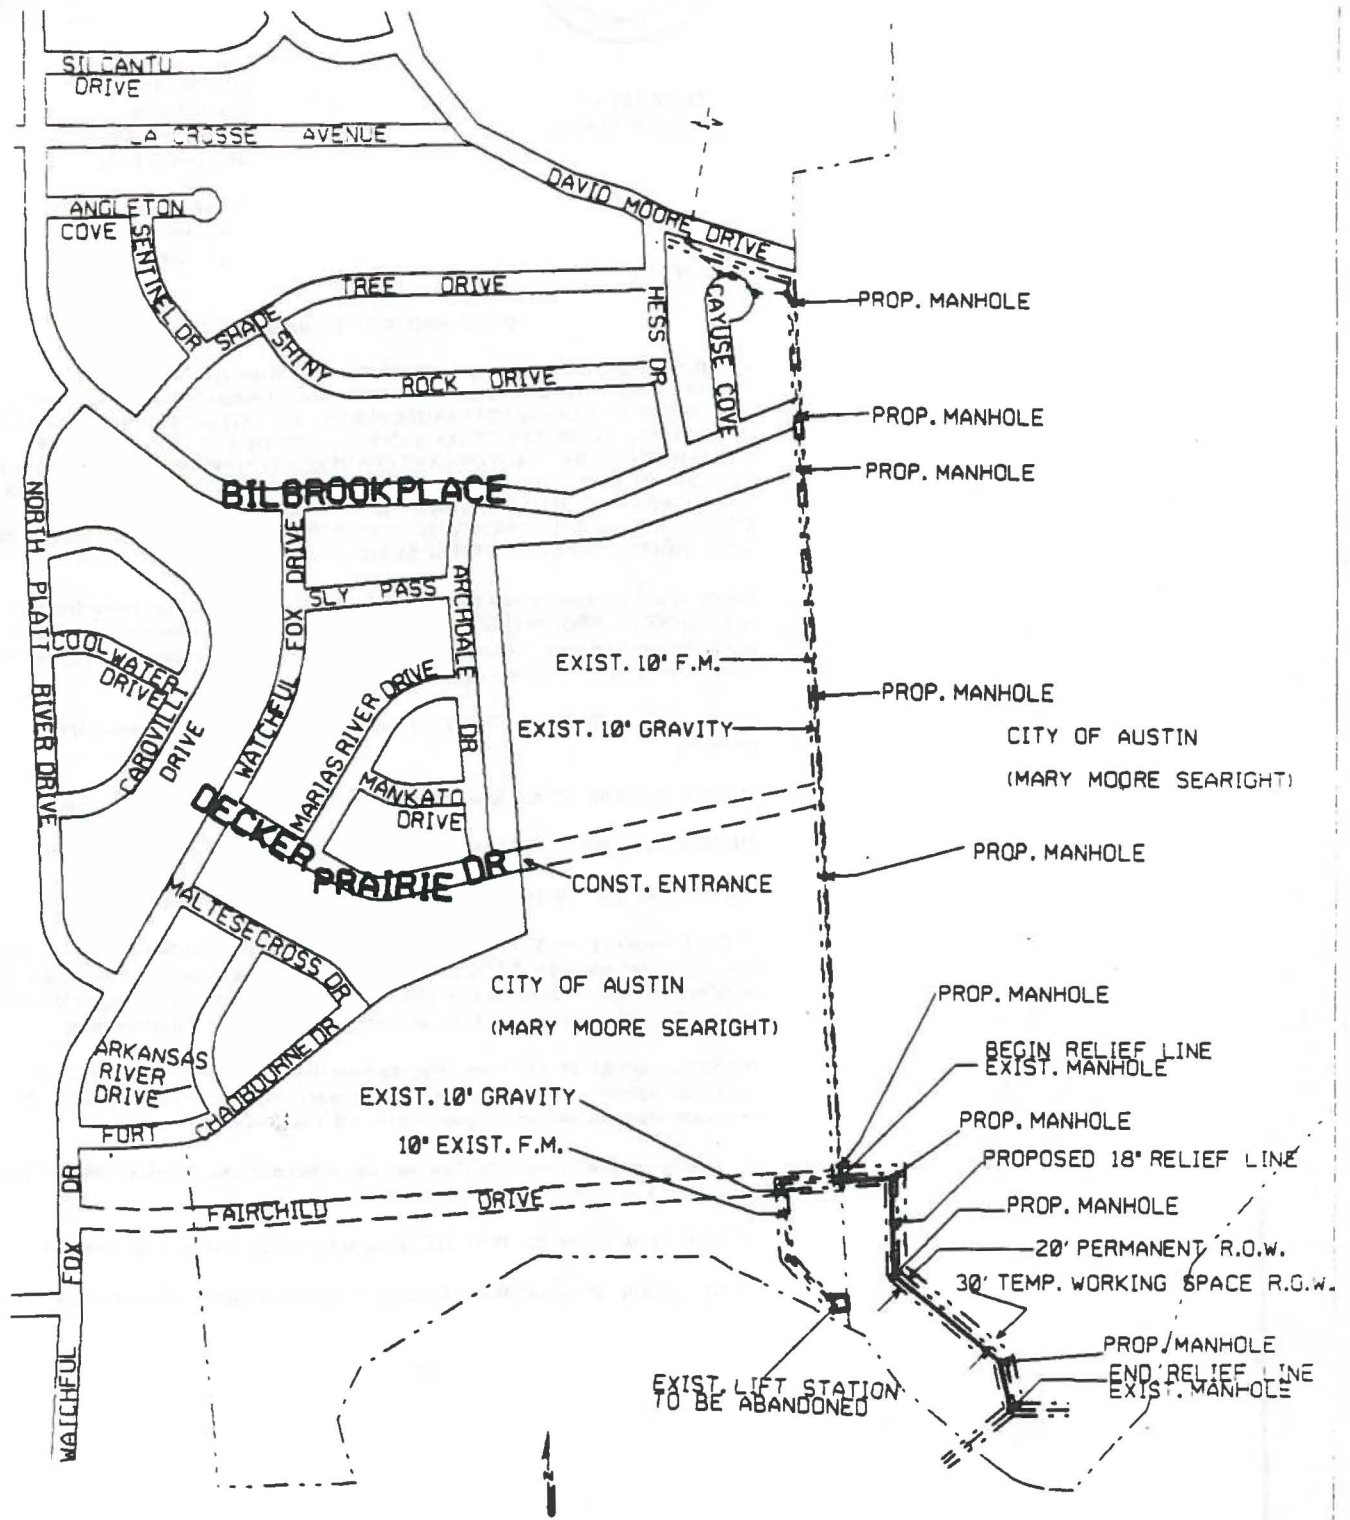 SILCANTU
DRIVE
LA CROSSE AVENUE
DAVID MOORE DRIVE
ANGLETON
COVE
SENTINEL DR
SHADE TREE DRIVE
SHINY ROCK DRIVE
HESS DR
CAYUSE COVE
PROP. MANHOLE
PROP. MANHOLE
PROP. MANHOLE
BILBROOK PLACE
NORTH PLATT RIVER DRIVE
WATCHFUL FOX DRIVE
SLY PASS
ARCHDALE DR
COOLWATER
DRIVE
CAROVILLI
DRIVE
MARIAS RIVER DRIVE
MANKATO
DRIVE
EXIST. 10" F.M.
PROP. MANHOLE
EXIST. 10" GRAVITY
CITY OF AUSTIN
(MARY MOORE SEARIGHT)
DECKER PRAIRIE DR
PROP. MANHOLE
CONST. ENTRANCE
MALTESE CROSS DR
CITY OF AUSTIN
(MARY MOORE SEARIGHT)
PROP. MANHOLE
ARKANSAS
RIVER
DRIVE
FORT CHADBOURNE DR
BEGIN RELIEF LINE
EXIST. MANHOLE
EXIST. 10" GRAVITY
PROP. MANHOLE
10" EXIST. F.M.
PROPOSED 18" RELIEF LINE
FAIRCHILD DRIVE
PROP. MANHOLE
20' PERMANENT R.O.W.
30' TEMP. WORKING SPACE R.O.W.
WATCHFUL FOX DR
PROP. MANHOLE
END RELIEF LINE
EXIST. MANHOLE
EXIST. LIFT STATION
TO BE ABANDONED
N